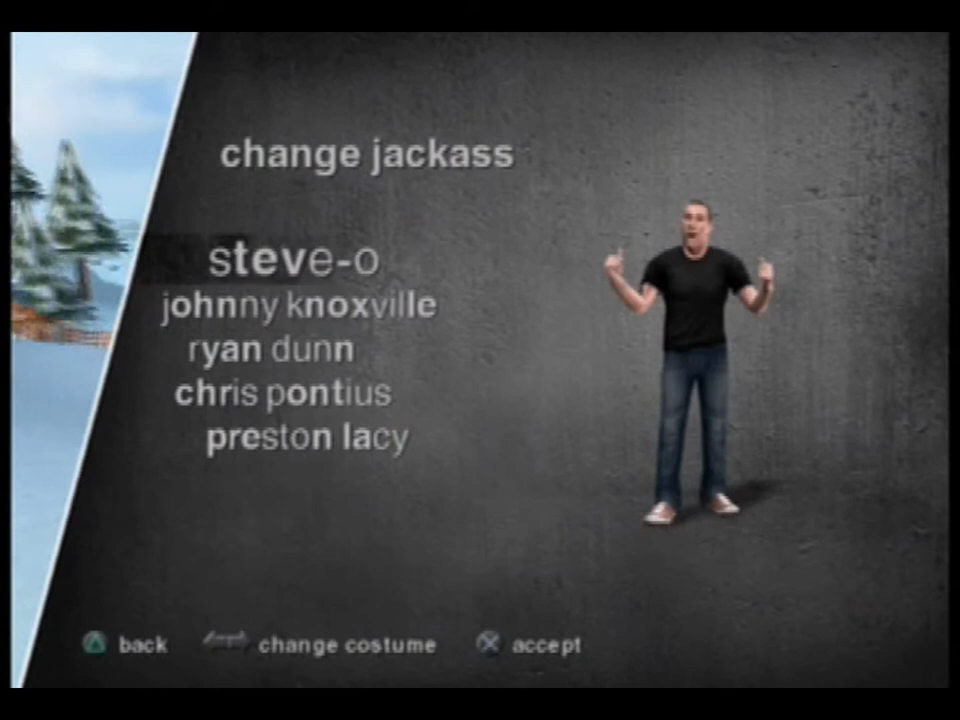 change jackass
steve-o
johnny knoxville
ryan dunn
chris pontius
preston lacy
back change costume accept